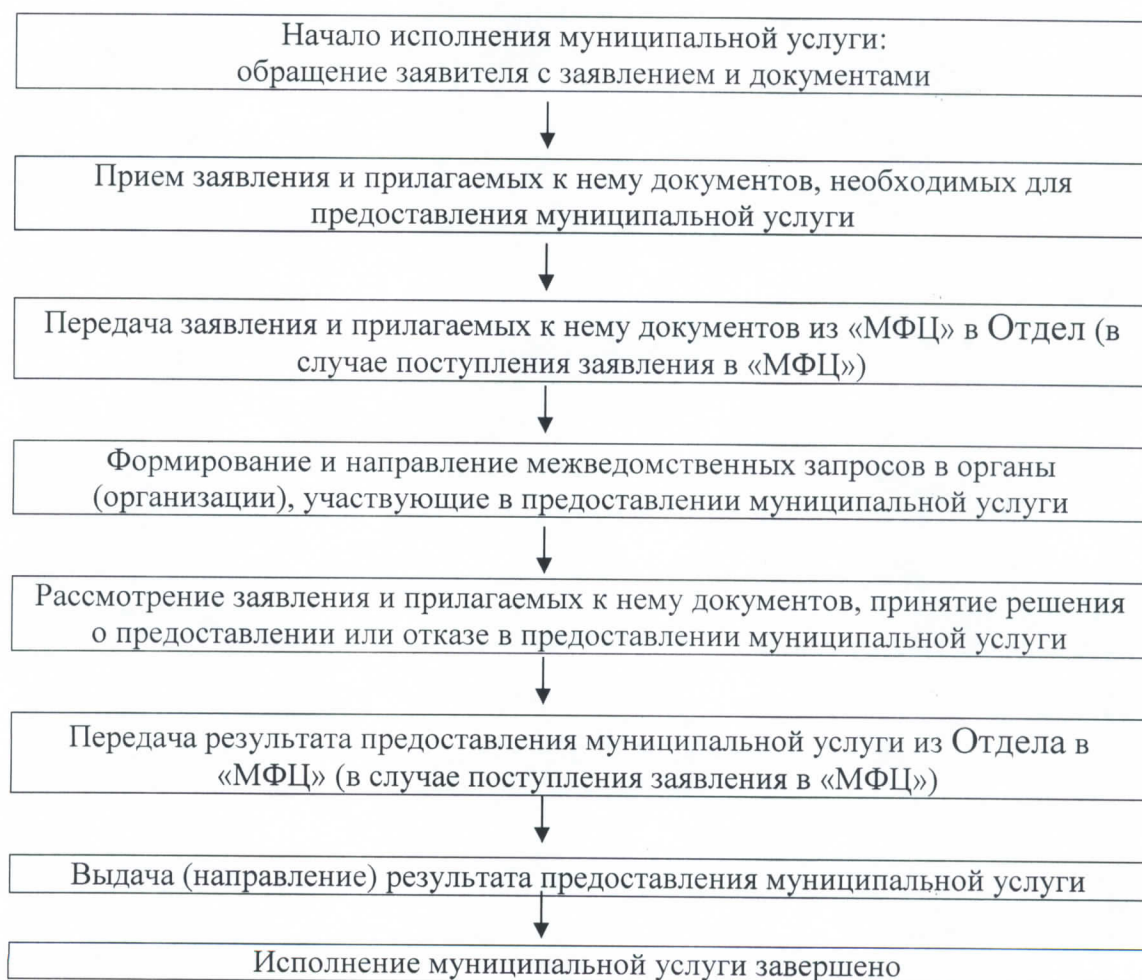 Начало исполнения муниципальной услуги:
обращение заявителя с заявлением и документами
Прием заявления и прилагаемых к нему документов, необходимых для
предоставления муниципальной услуги
Передача заявления и прилагаемых к нему документов из «МФЦ» в Отдел (в
случае поступления заявления в «МФЦ»)
Формирование и направление межведомственных запросов в органы
(организации), участвующие в предоставлении муниципальной услуги
Рассмотрение заявления и прилагаемых к нему документов, принятие решения
о предоставлении или отказе в предоставлении муниципальной услуги
Передача результата предоставления муниципальной услуги из Отдела в
«МФЦ» (в случае поступления заявления в «МФЦ»)
Выдача (направление) результата предоставления муниципальной услуги
Исполнение муниципальной услуги завершено